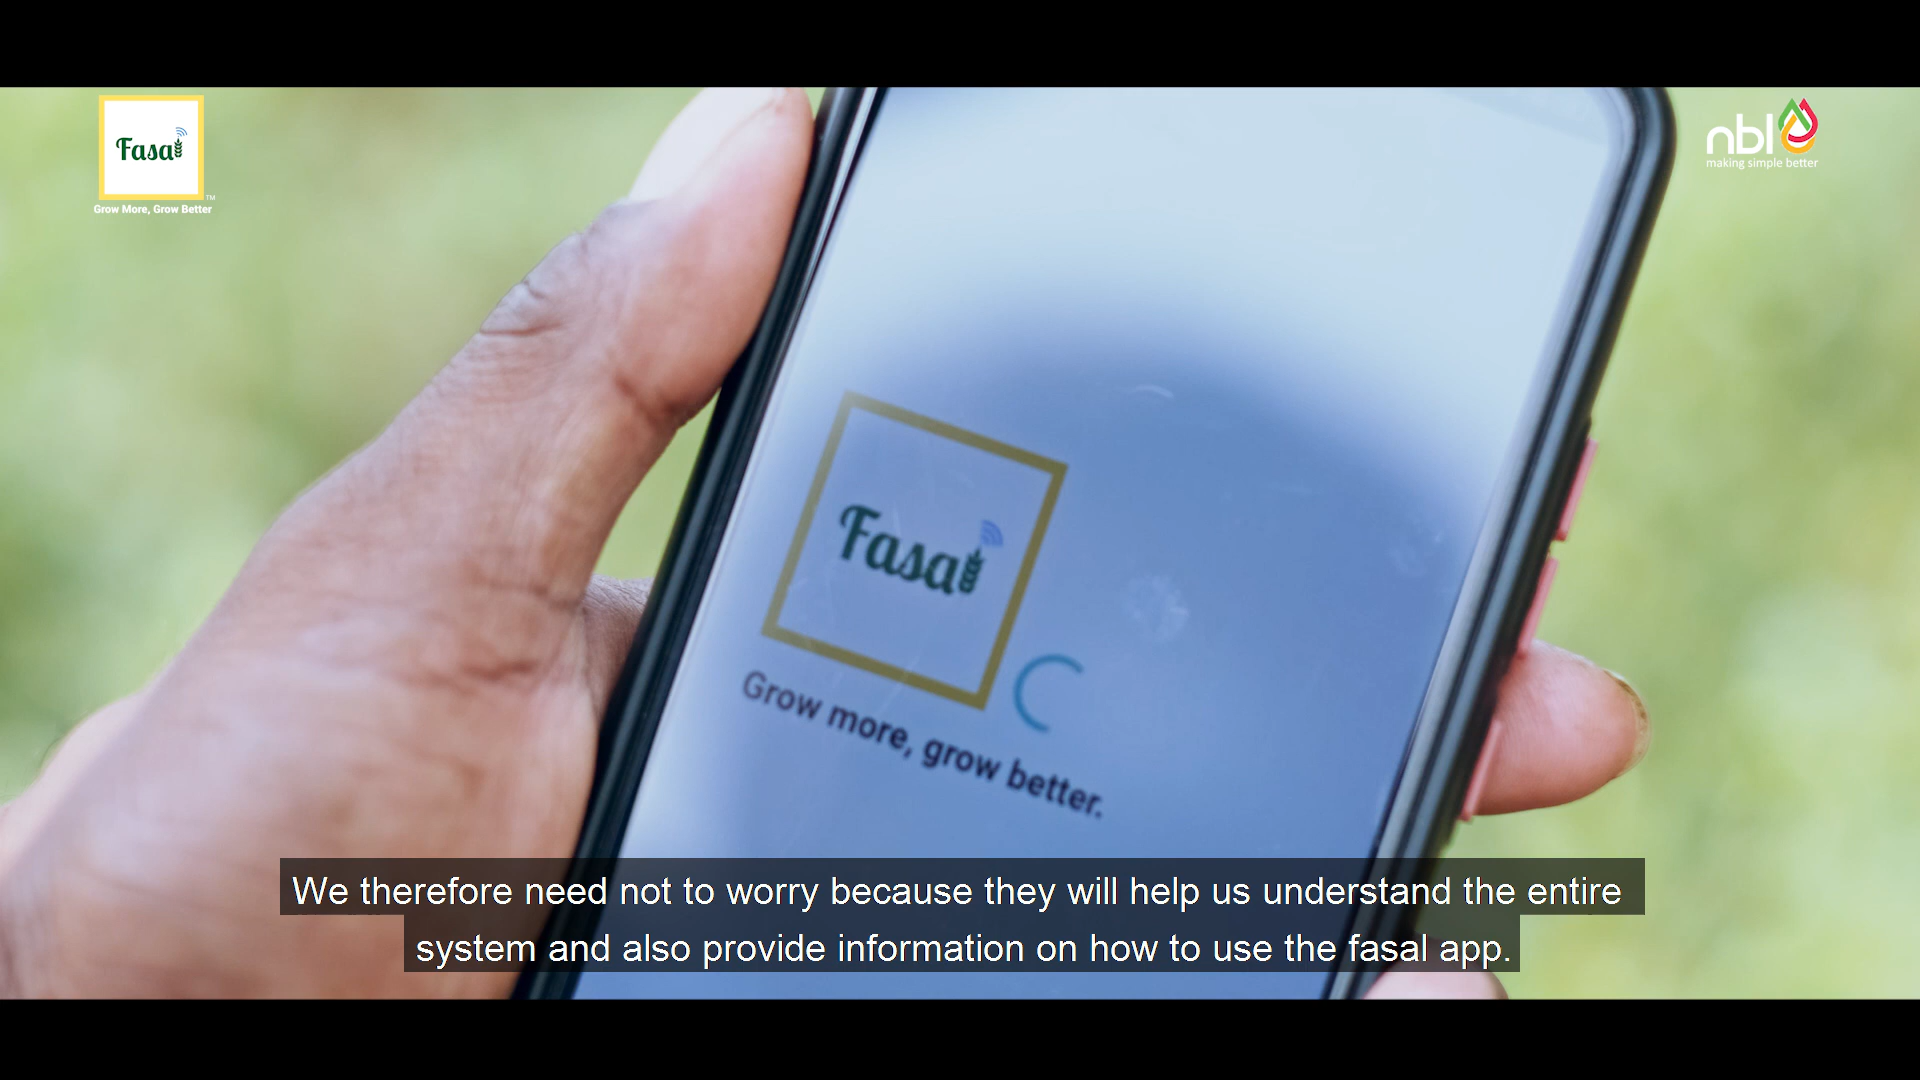 Fasal
TM
Grow More, Grow Better
nbl
making simple better
Fasal
Grow more, grow better.
We therefore need not to worry because they will help us understand the entire
system and also provide information on how to use the fasal app.